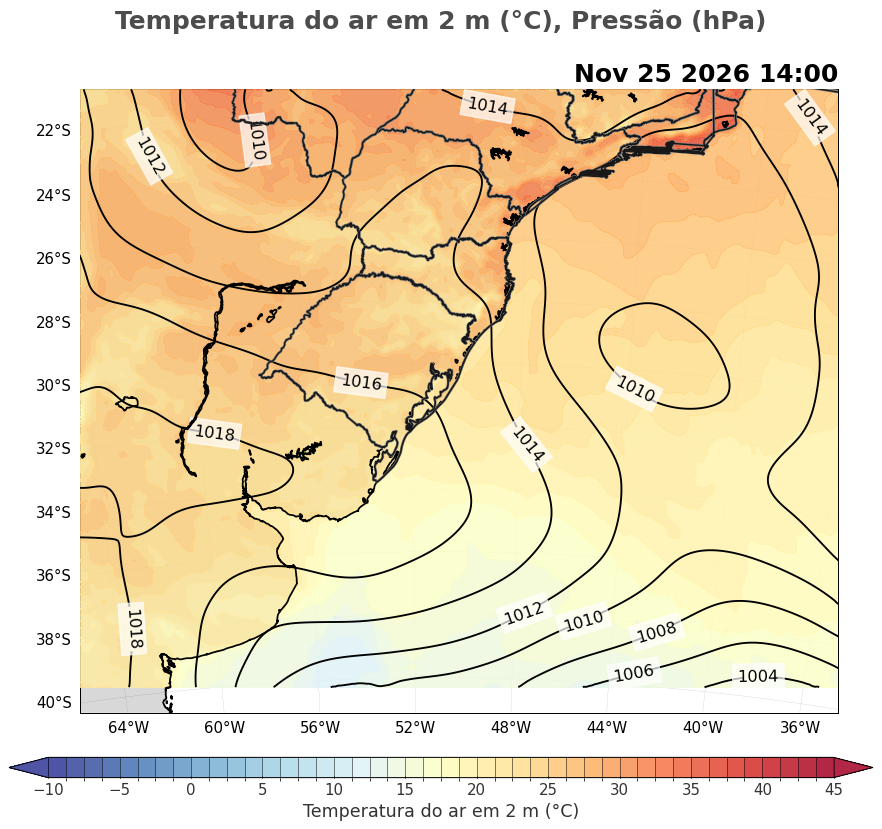 Temperatura do ar em 2 m (°C), Pressão (hPa)
Nov 25 2026 14:00
1014
1014
22°S
1010
1012
24°S
26°S
28°S
30°S
1016
1010
1018
1014
32°S
34°S
36°S
1012
1010
1018
1008
38°S
1006
1004
40°S
64°W 60°W 56°W 52°W 48°W 44°W 40°W 36°W
−10 −5 0 5 10 15 20 25 30 35 40 45
Temperatura do ar em 2 m (°C)